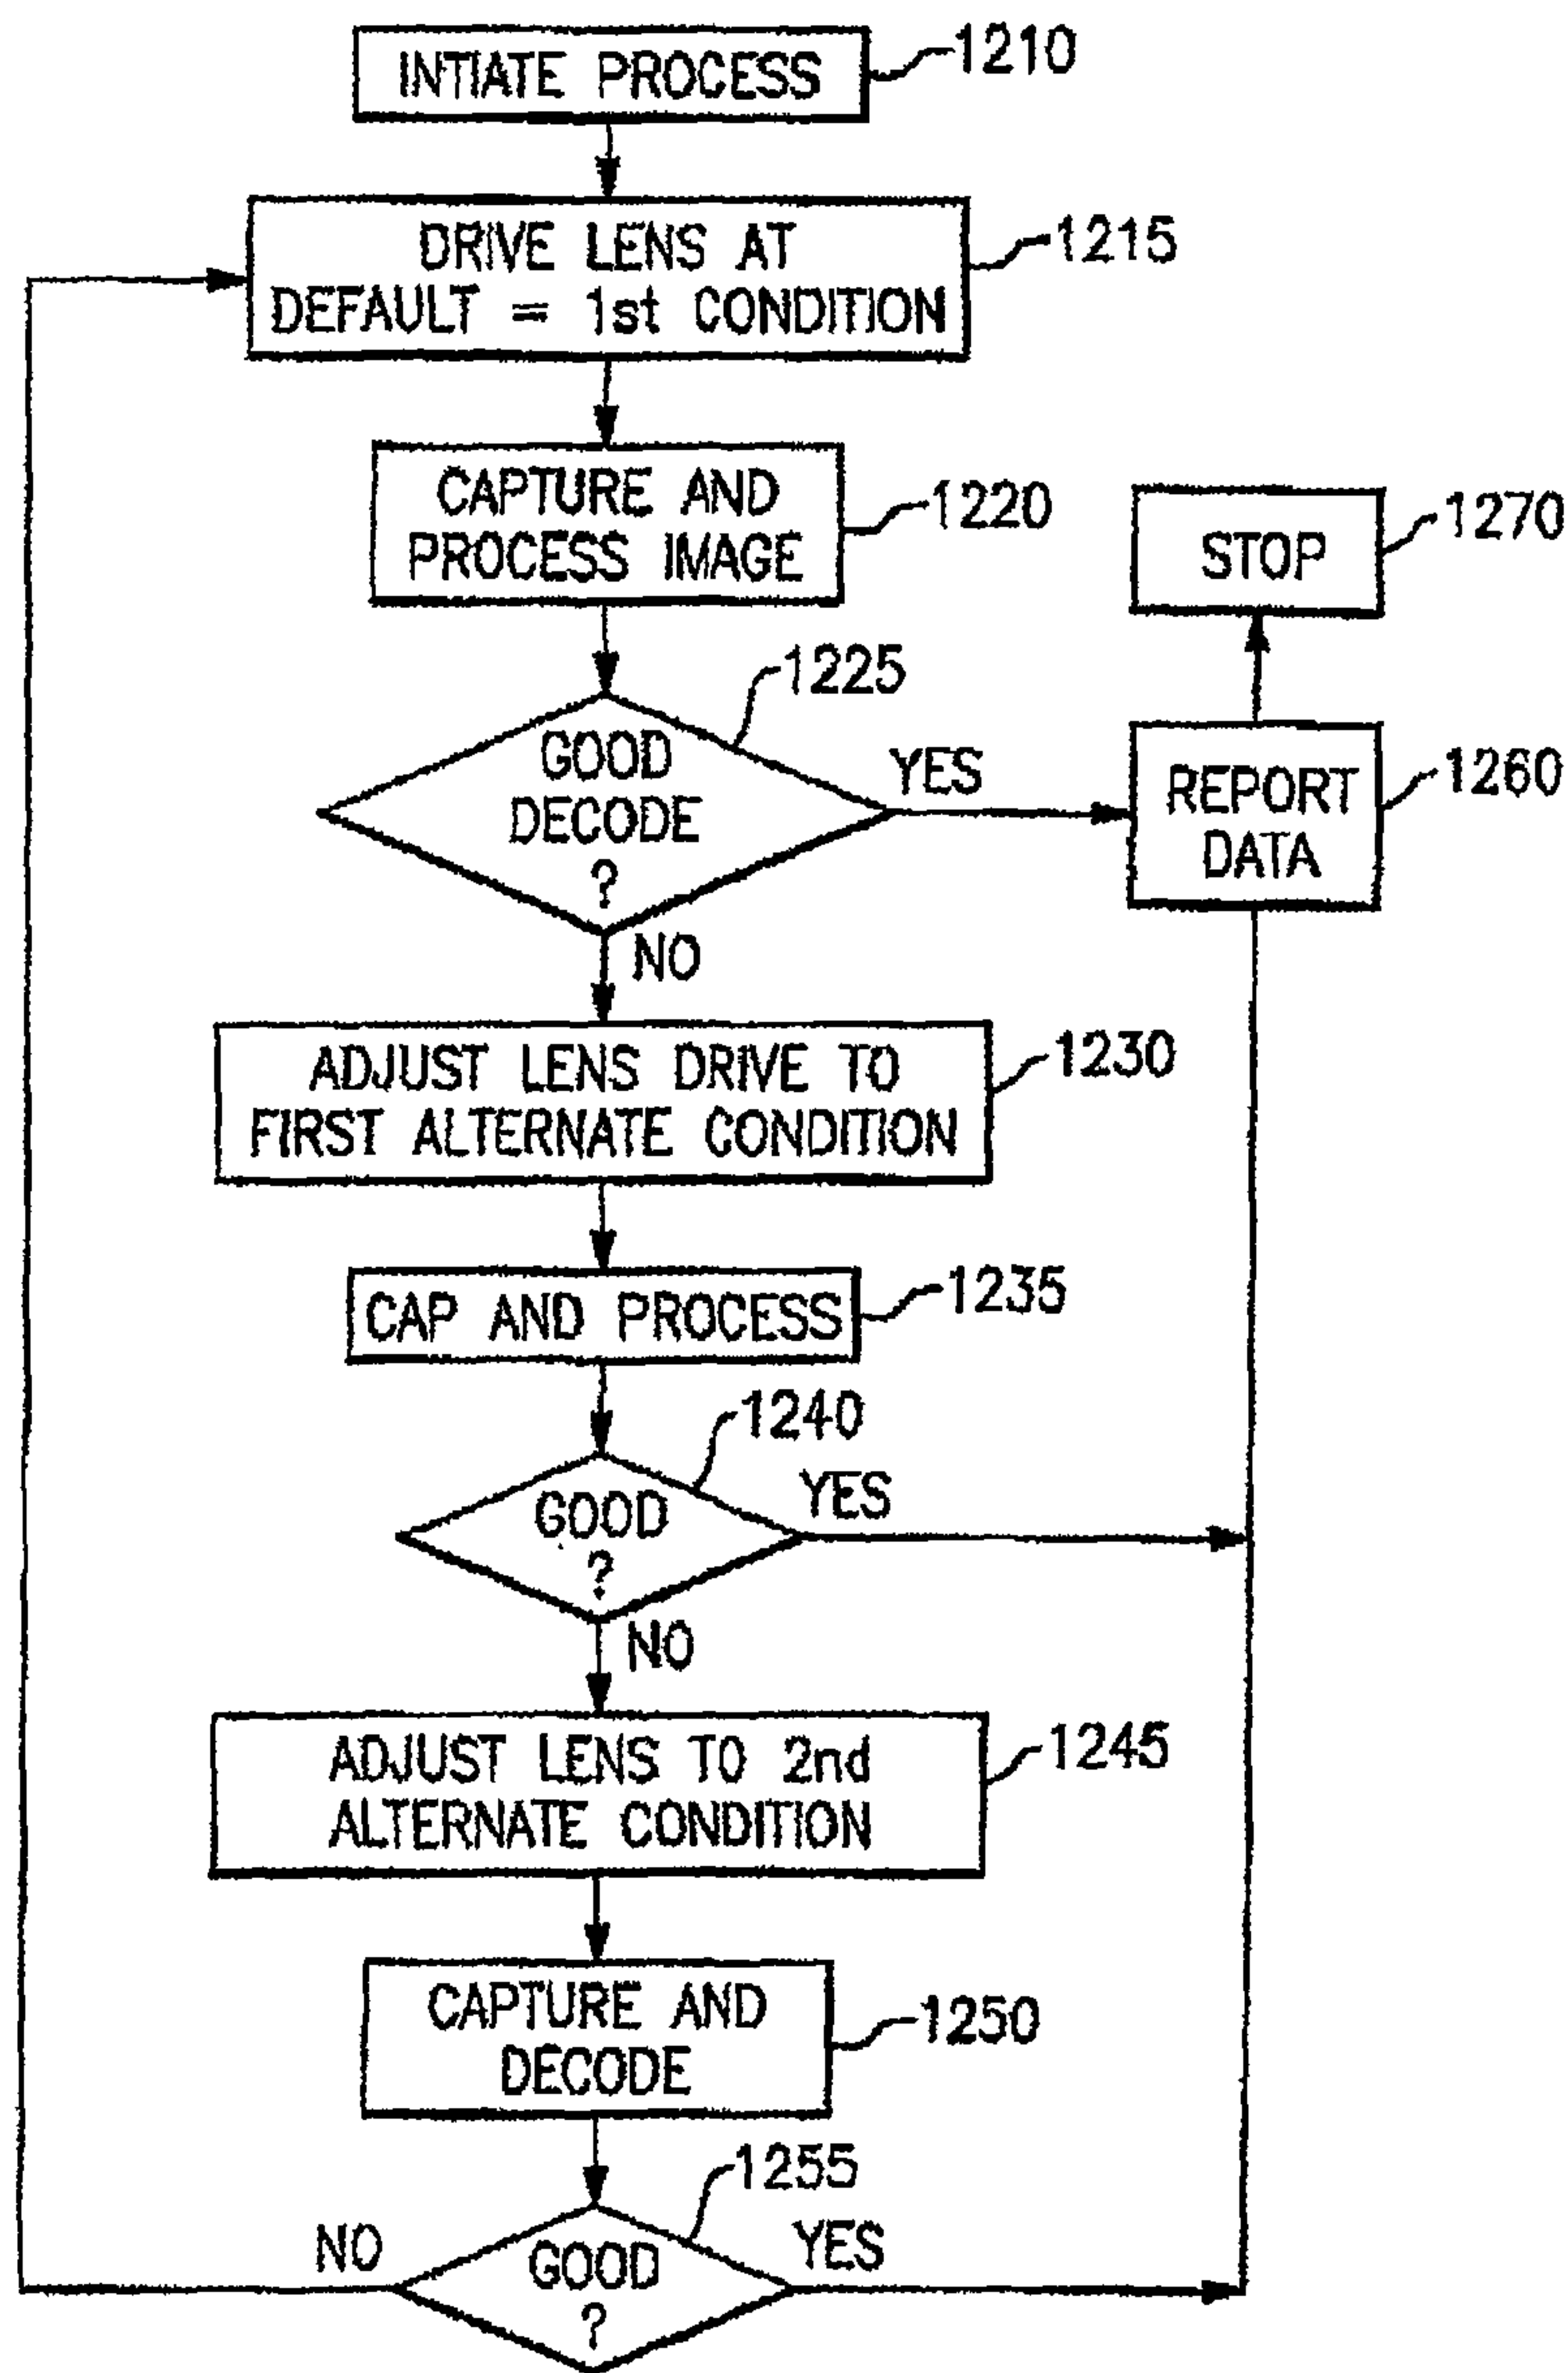 INTIATE PROCESS
1210
DRIVE LENS AT
DEFAULT = 1st CONDITION
1215
CAPTURE AND
PROCESS IMAGE
1220
GOOD
DECODE
?
1225
YES
NO
STOP
1270
REPORT
DATA
1260
ADJUST LENS DRIVE TO
FIRST ALTERNATE CONDITION
1230
CAP AND PROCESS
1235
GOOD
?
1240
YES
NO
ADJUST LENS TO 2nd
ALTERNATE CONDITION
1245
CAPTURE AND
DECODE
1250
GOOD
?
1255
NO
YES